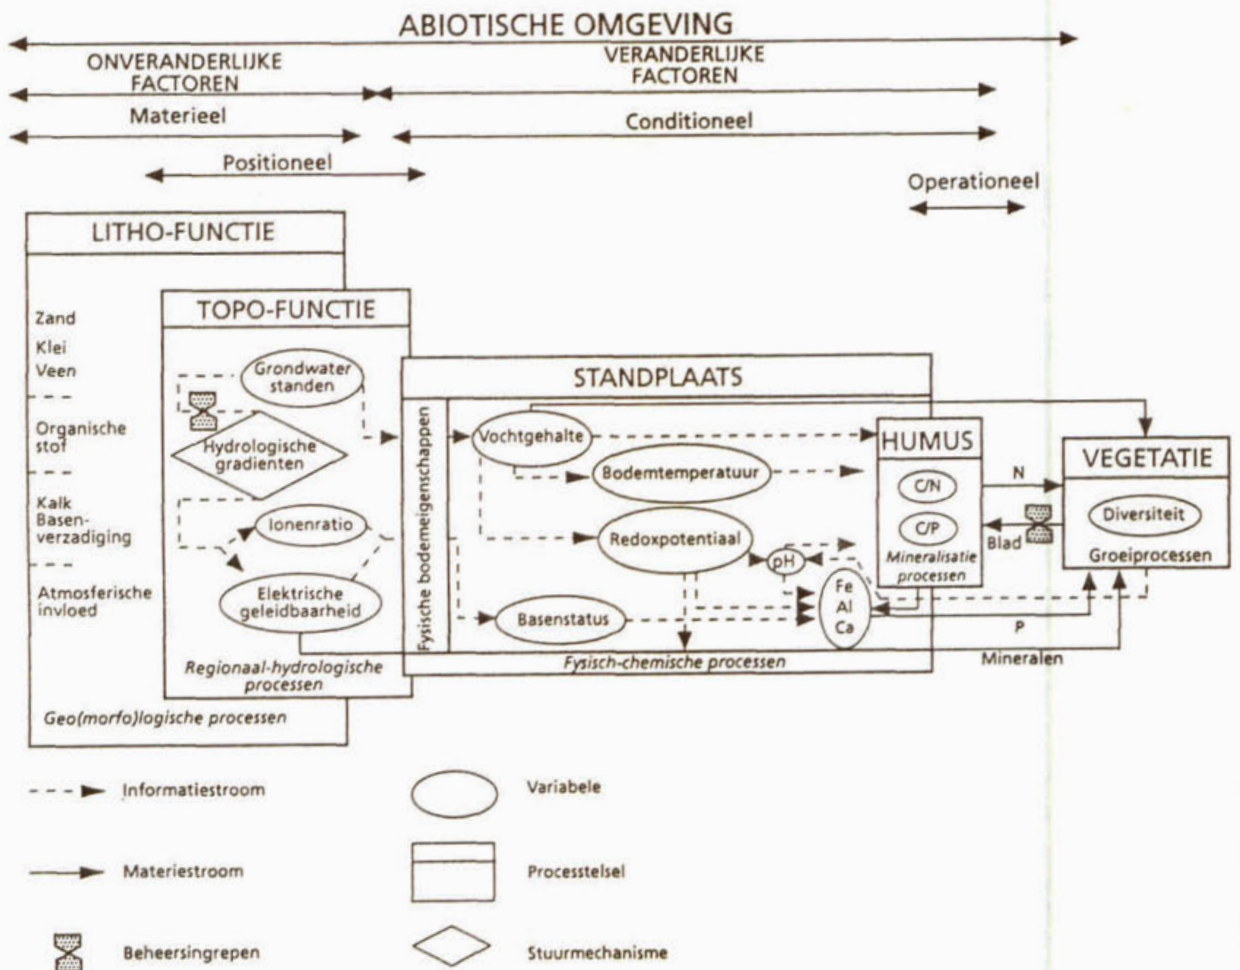 ABIOTISCHE OMGEVING
ONVERANDERLIJKE
FACTOREN
VERANDERLIJKE
FACTOREN
Materieel
Conditioneel
Positioneel
Operationeel
LITHO-FUNCTIE
Zand
Klei
Veen
Organische
stof
Kalk
Basen-
verzadiging
Atmosferische
invloed
Geo(morfo)logische processen
TOPO-FUNCTIE
Grondwater
standen
Hydrologische
gradienten
Ionenratio
Elektrische
geleidbaarheid
Regionaal-hydrologische
processen
STANDPLAATS
Fysische bodemeigenschappen
Vochtgehalte
Bodemtemperatuur
Redoxpotentiaal
pH
Basenstatus
Fe
Al
Ca
Fysisch-chemische processen
HUMUS
C/N
C/P
Mineralisatie
processen
N
Blad
P
Mineralen
VEGETATIE
Diversiteit
Groeiprocessen
Informatiestroom
Variabele
Materiestroom
Processtelsel
Beheersingrepen
Stuurmechanisme